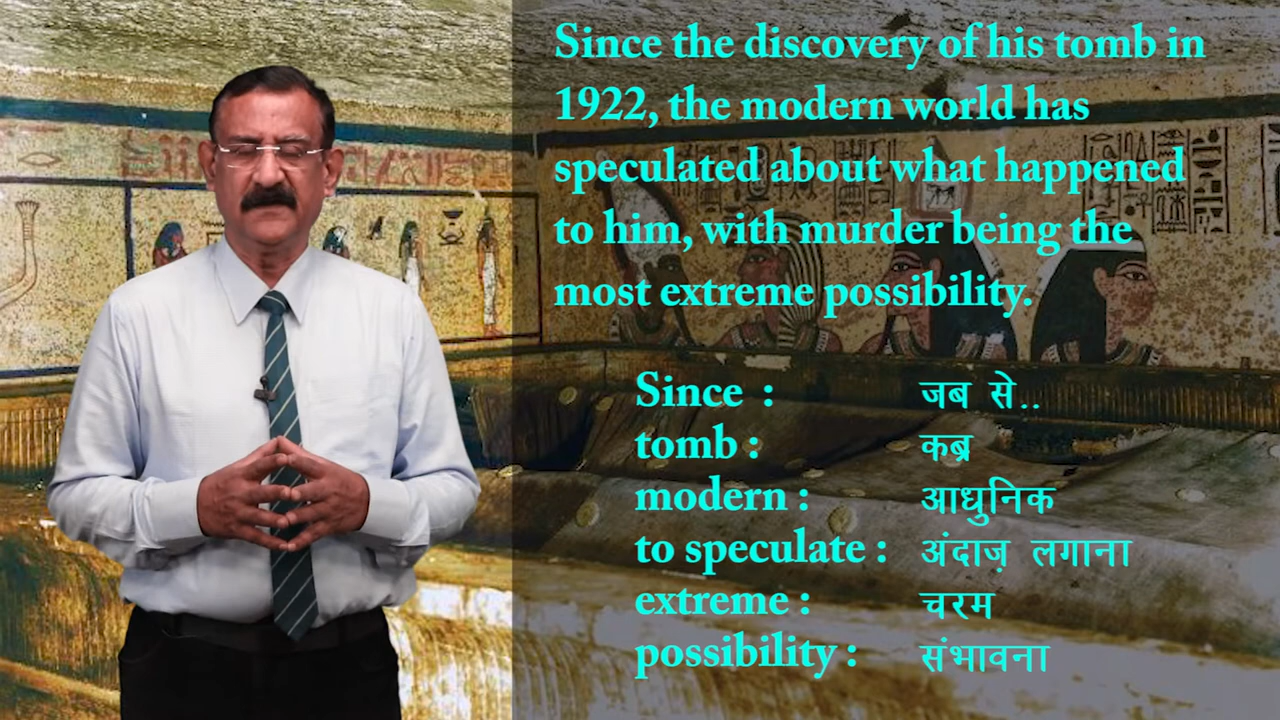 Since the discovery of his tomb in
1922, the modern world has
speculated about what happened
to him, with murder being the
most extreme possibility.
Since : जब से..
tomb : कब्र
modern : आधुनिक
to speculate : अंदाज़ लगाना
extreme : चरम
possibility : संभावना